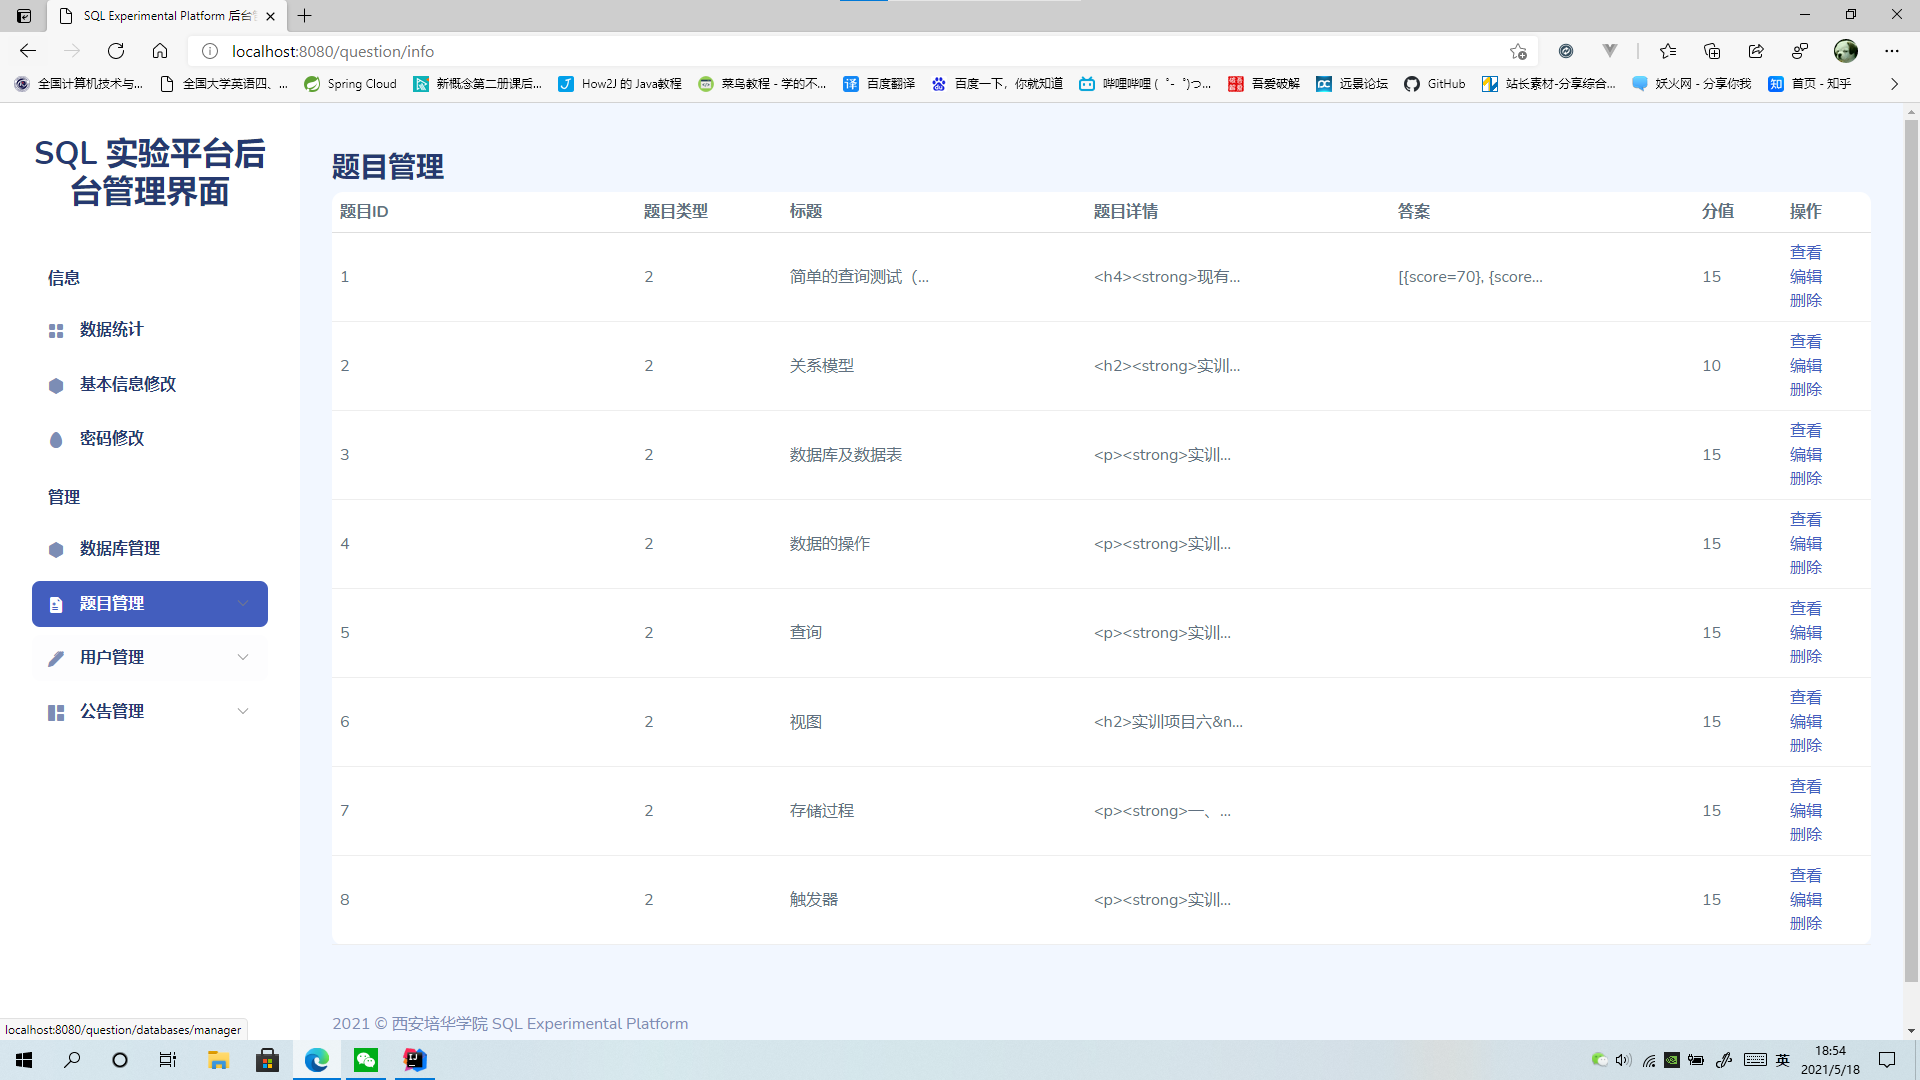 SQL Experimental Platform 后台
localhost:8080/question/info
全国计算机技术与... 全国大学英语四、... Spring Cloud 新概念第二册课后... How2J 的 Java教程 菜鸟教程 - 学的不... 百度翻译 百度一下，你就知道 哔哩哔哩 ( ゜- ゜)つ... 吾爱破解 远景论坛 GitHub 站长素材-分享综合... 妖火网 - 分享你我 首页 - 知乎
SQL 实验平台后
台管理界面
信息
数据统计
基本信息修改
密码修改
管理
数据库管理
题目管理
用户管理
公告管理
题目管理
题目ID 题目类型 标题 题目详情 答案 分值 操作
1 2 简单的查询测试（... <h4><strong>现有... [{score=70}, {score... 15 查看 编辑 删除
2 2 关系模型 <h2><strong>实训... 10 查看 编辑 删除
3 2 数据库及数据表 <p><strong>实训... 15 查看 编辑 删除
4 2 数据的操作 <p><strong>实训... 15 查看 编辑 删除
5 2 查询 <p><strong>实训... 15 查看 编辑 删除
6 2 视图 <h2>实训项目六&n... 15 查看 编辑 删除
7 2 存储过程 <p><strong>一、... 15 查看 编辑 删除
8 2 触发器 <p><strong>实训... 15 查看 编辑 删除
2021 © 西安培华学院 SQL Experimental Platform
localhost:8080/question/databases/manager
英
18:54
2021/5/18